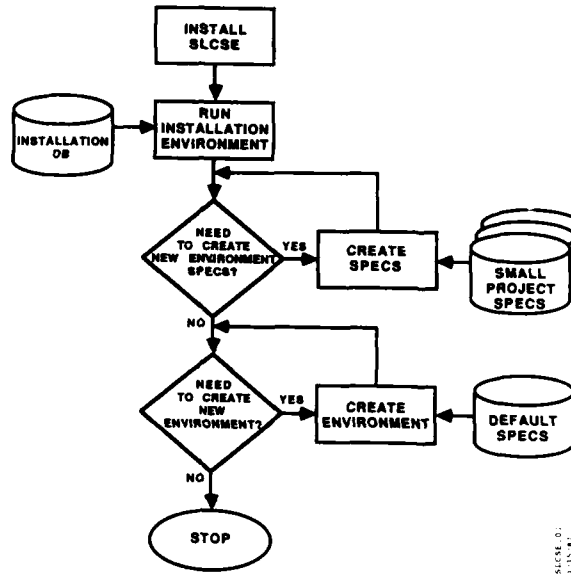 INSTALL
SLCSE
RUN
INSTALLATION
ENVIRONMENT
INSTALLATION
DB
NEED
TO CREATE
NEW ENVIRONMENT
SPECS?
YES
CREATE
SPECS
SMALL
PROJECT
SPECS
NO
NEED
TO CREATE
NEW
ENVIRONMENT?
YES
CREATE
ENVIRONMENT
DEFAULT
SPECS
NO
STOP